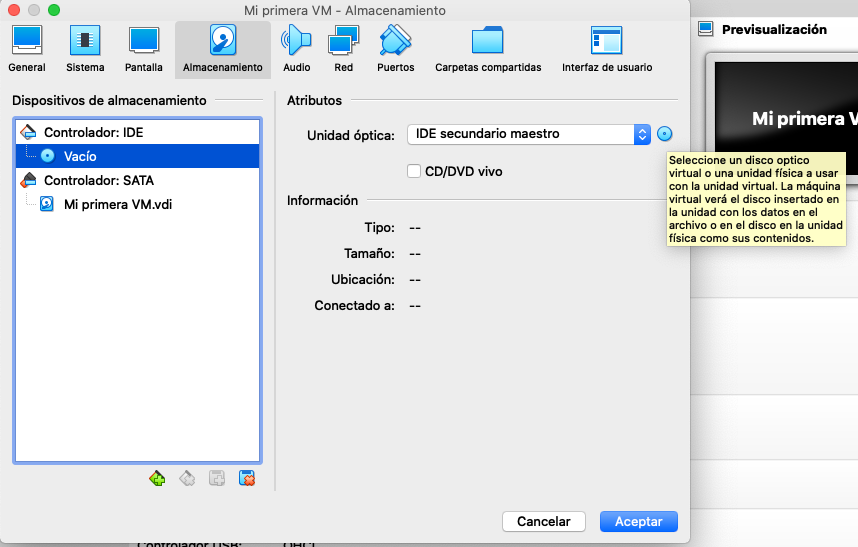 Mi primera VM - Almacenamiento
General
Sistema
Pantalla
Almacenamiento
Audio
Red
Puertos
Carpetas compartidas
Interfaz de usuario
Previsualización
Mi primera V
Dispositivos de almacenamiento
Controlador: IDE
Vacío
Controlador: SATA
Mi primera VM.vdi
Atributos
Unidad óptica:
IDE secundario maestro
CD/DVD vivo
Información
Tipo: --
Tamaño: --
Ubicación: --
Conectado a: --
Seleccione un disco optico
virtual o una unidad física a usar
con la unidad virtual. La máquina
virtual verá el disco insertado en
la unidad con los datos en el
archivo o en el disco en la unidad
física como sus contenidos.
Cancelar
Aceptar
Controlador USB: